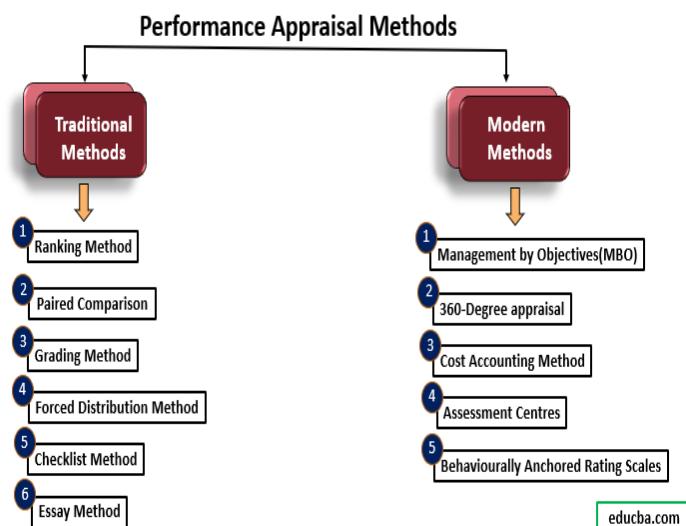 Performance Appraisal Methods
Traditional
Methods
1
Ranking Method
2
Paired Comparison
3
Grading Method
4
Forced Distribution Method
5
Checklist Method
6
Essay Method
Modern
Methods
1
Management by Objectives(MBO)
2
360-Degree appraisal
3
Cost Accounting Method
4
Assessment Centres
5
Behaviourally Anchored Rating Scales
educba.com